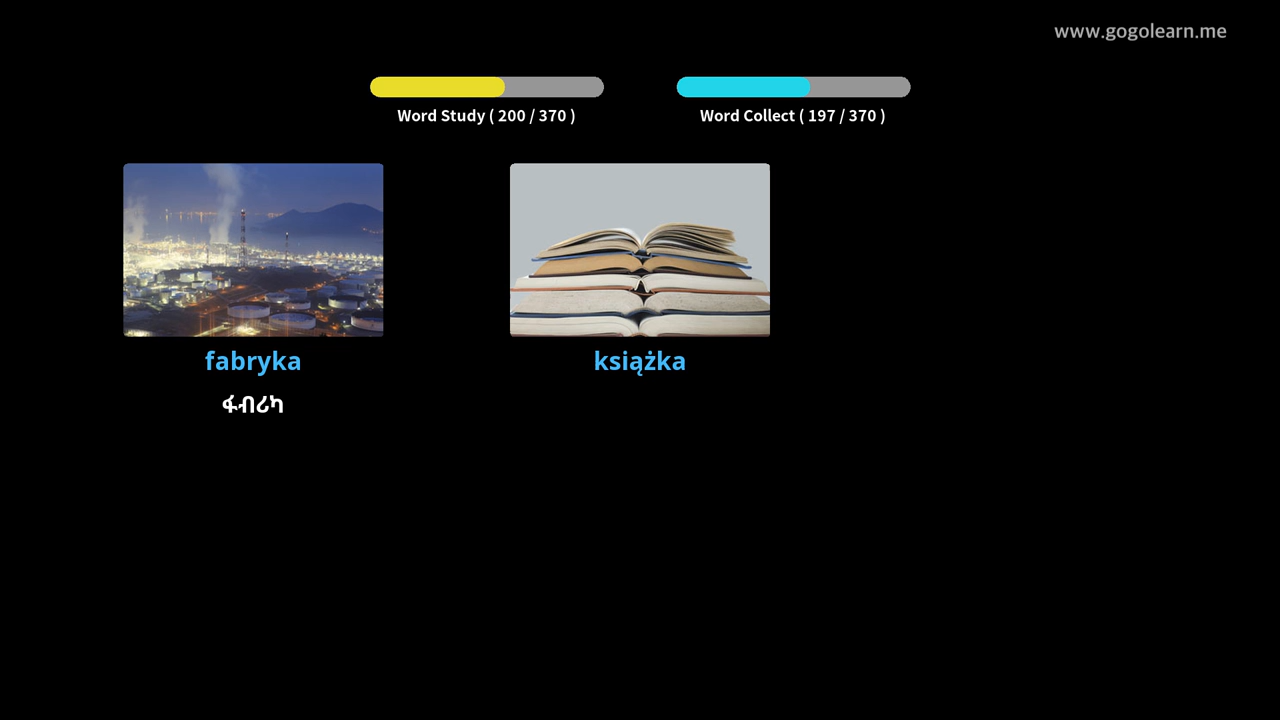 www.gogolearn.me
Word Study ( 200 / 370 )
Word Collect ( 197 / 370 )
fabryka
książka
ፋብሪካ